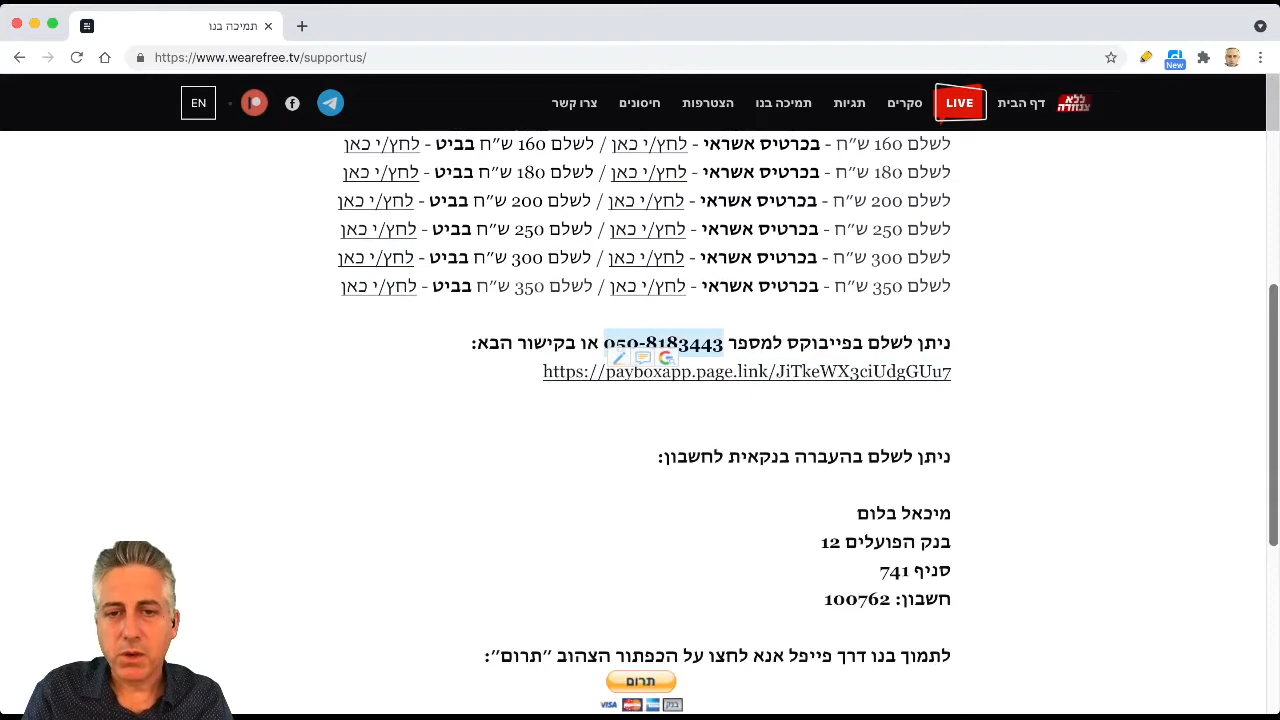 תמיכה בנו
https://www.wearefree.tv/supportus/
New
ללא צנזורה
דף הבית
LIVE
סקרים
תגיות
תמיכה בנו
הצטרפות
חיסונים
צרו קשר
EN
לשלם 160 ש״ח - בכרטיס אשראי - לחץ/י כאן / לשלם 160 ש״ח בביט - לחץ/י כאן
לשלם 180 ש״ח - בכרטיס אשראי - לחץ/י כאן / לשלם 180 ש״ח בביט - לחץ/י כאן
לשלם 200 ש״ח - בכרטיס אשראי - לחץ/י כאן / לשלם 200 ש״ח בביט - לחץ/י כאן
לשלם 250 ש״ח - בכרטיס אשראי - לחץ/י כאן / לשלם 250 ש״ח בביט - לחץ/י כאן
לשלם 300 ש״ח - בכרטיס אשראי - לחץ/י כאן / לשלם 300 ש״ח בביט - לחץ/י כאן
לשלם 350 ש״ח - בכרטיס אשראי - לחץ/י כאן / לשלם 350 ש״ח בביט - לחץ/י כאן
ניתן לשלם בפייבוקס למספר 050-8183443 או בקישור הבא:
https://payboxapp.page.link/JiTkeWX3ciUdgGUu7
ניתן לשלם בהעברה בנקאית לחשבון:
מיכאל בלום
בנק הפועלים 12
סניף 741
חשבון: 100762
לתמוך בנו דרך פייפל אנא לחצו על הכפתור הצהוב ״תרום״:
תרום
VISA
בנק